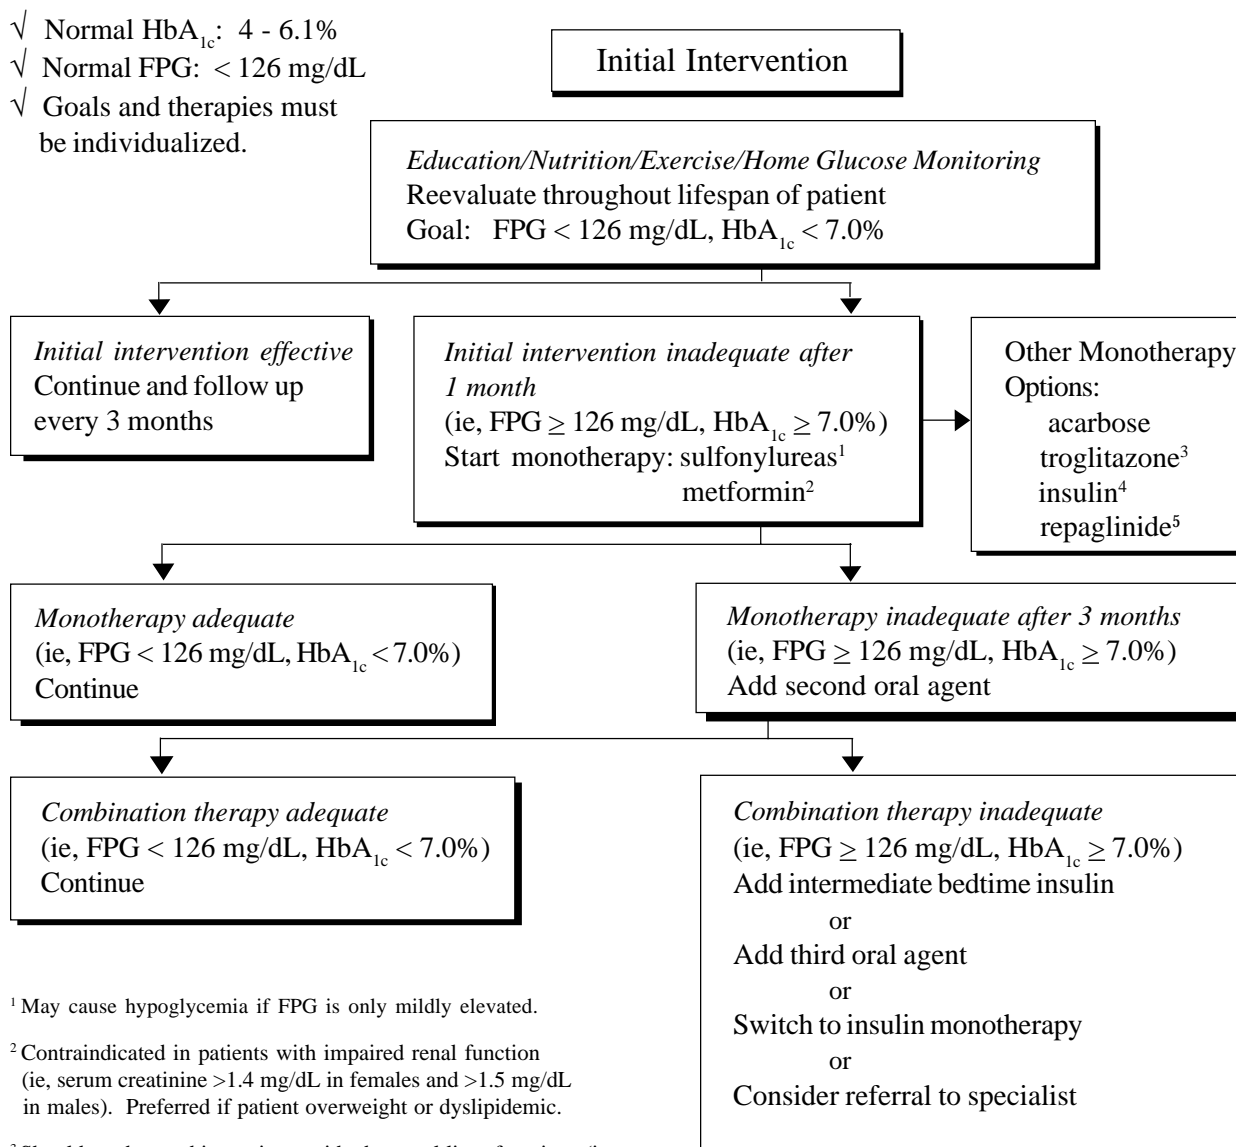 √ Normal HbA1c: 4 - 6.1%
√ Normal FPG: < 126 mg/dL
√ Goals and therapies must
be individualized.
Initial Intervention
Education/Nutrition/Exercise/Home Glucose Monitoring
Reevaluate throughout lifespan of patient
Goal: FPG < 126 mg/dL, HbA1c < 7.0%
Initial intervention effective
Continue and follow up
every 3 months
Initial intervention inadequate after
1 month
(ie, FPG ≥ 126 mg/dL, HbA1c ≥ 7.0%)
Start monotherapy: sulfonylureas¹
metformin²
Other Monotherapy
Options:
acarbose
troglitazone³
insulin⁴
repaglinide⁵
Monotherapy adequate
(ie, FPG < 126 mg/dL, HbA1c < 7.0%)
Continue
Monotherapy inadequate after 3 months
(ie, FPG ≥ 126 mg/dL, HbA1c ≥ 7.0%)
Add second oral agent
Combination therapy adequate
(ie, FPG < 126 mg/dL, HbA1c < 7.0%)
Continue
Combination therapy inadequate
(ie, FPG ≥ 126 mg/dL, HbA1c ≥ 7.0%)
Add intermediate bedtime insulin
or
Add third oral agent
or
Switch to insulin monotherapy
or
Consider referral to specialist
¹ May cause hypoglycemia if FPG is only mildly elevated.
² Contraindicated in patients with impaired renal function
(ie, serum creatinine >1.4 mg/dL in females and >1.5 mg/dL
in males). Preferred if patient overweight or dyslipidemic.